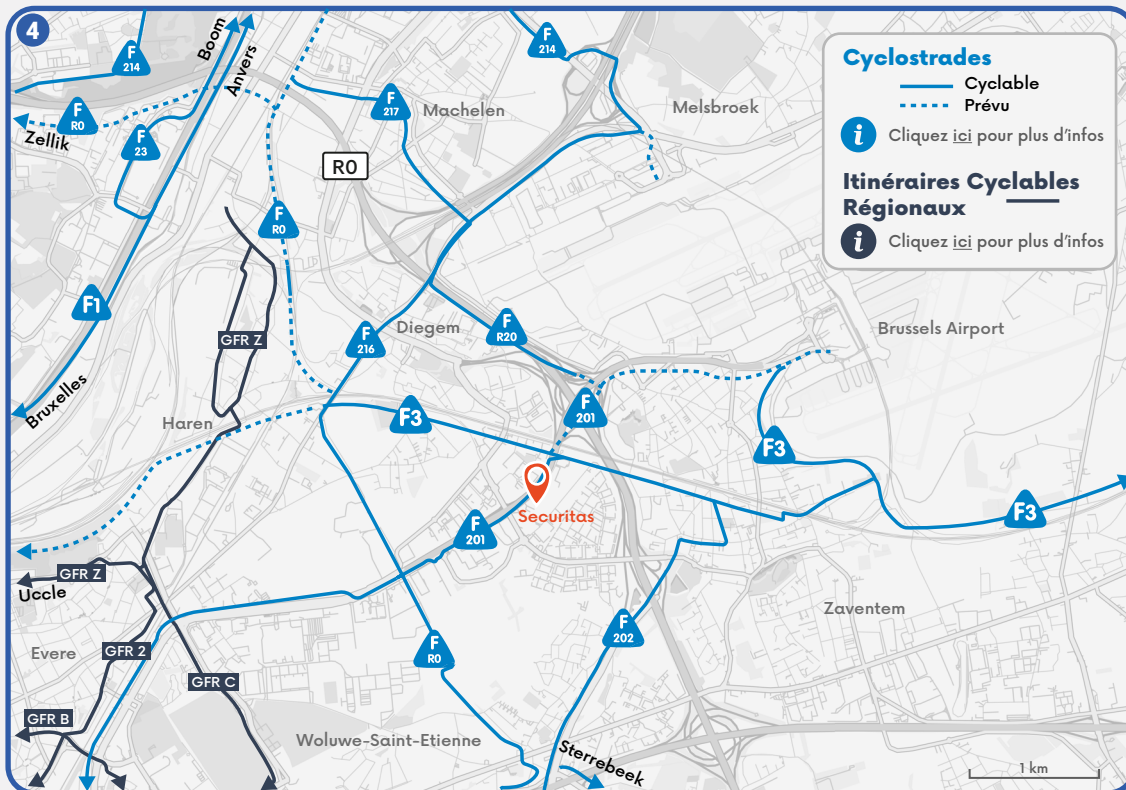 4
Boom
Anvers
F
214
F
214
Cyclostrades
Cyclable
Prévu
i
Cliquez ici pour plus d'infos
Itinéraires Cyclables
Régionaux
i
Cliquez ici pour plus d'infos
F
R0
Zellik
F
23
F
217
Machelen
Melsbroek
R0
F
R0
F1
GFR Z
Diegem
F
216
F
R20
Brussels Airport
Bruxelles
Haren
F3
F
201
F3
Securitas
F
201
F3
GFR Z
Uccle
Zaventem
F
202
Evere
GFR 2
F
R0
GFR C
GFR B
Woluwe-Saint-Etienne
Sterrebeek
1 km